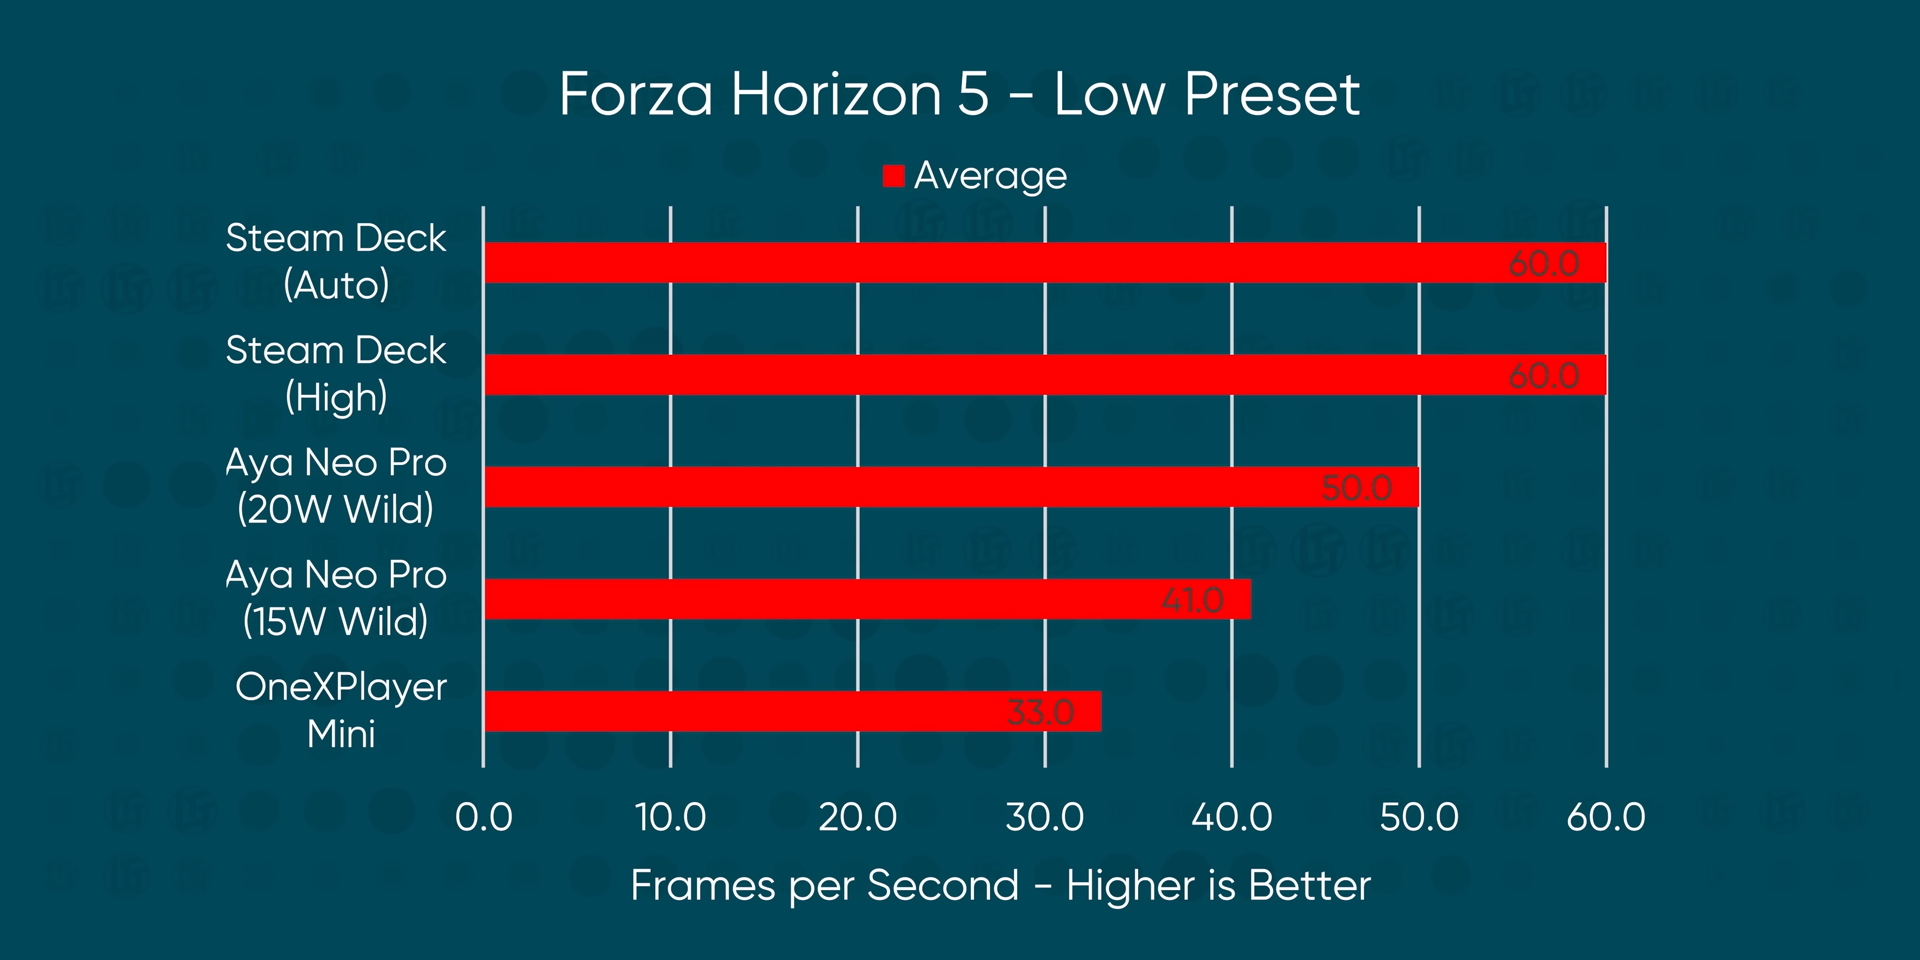 Forza Horizon 5 - Low Preset
Average
Steam Deck
(Auto)
60.0
Steam Deck
(High)
60.0
Aya Neo Pro
(20W Wild)
50.0
Aya Neo Pro
(15W Wild)
41.0
OneXPlayer
Mini
33.0
0.0 10.0 20.0 30.0 40.0 50.0 60.0
Frames per Second - Higher is Better